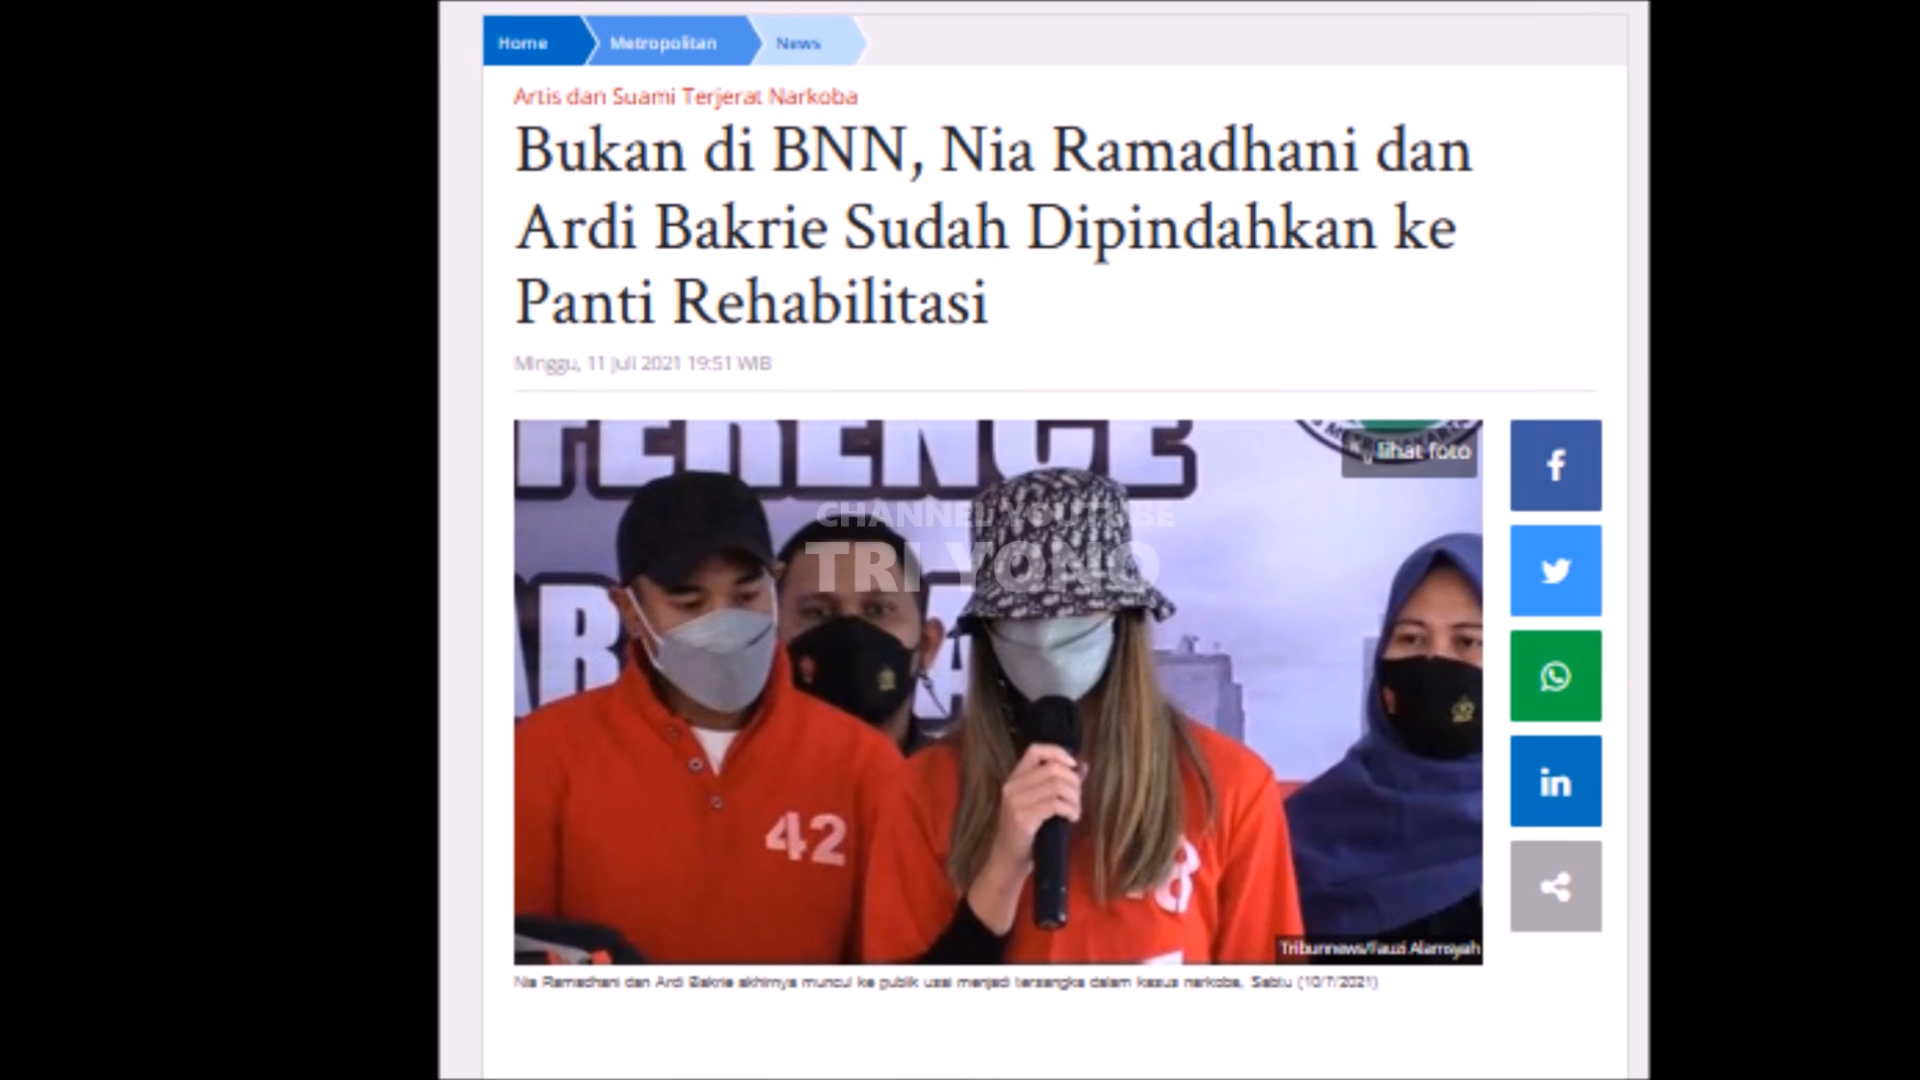 Home Metropolitan News
Artis dan Suami Terjerat Narkoba
Bukan di BNN, Nia Ramadhani dan
Ardi Bakrie Sudah Dipindahkan ke
Panti Rehabilitasi
Minggu, 11 Juli 2021 19:51 WIB
FERENCE
lihat foto
CHANNEL YOUTUBE
TRI YONO
AR
A
42
8
Tribunnews/Fauzi Alamsyah
Nia Ramadhani dan Ardi Bakrie akhirnya muncul ke publik usai menjadi tersangka dalam kasus narkoba, Sabtu (10/7/2021)